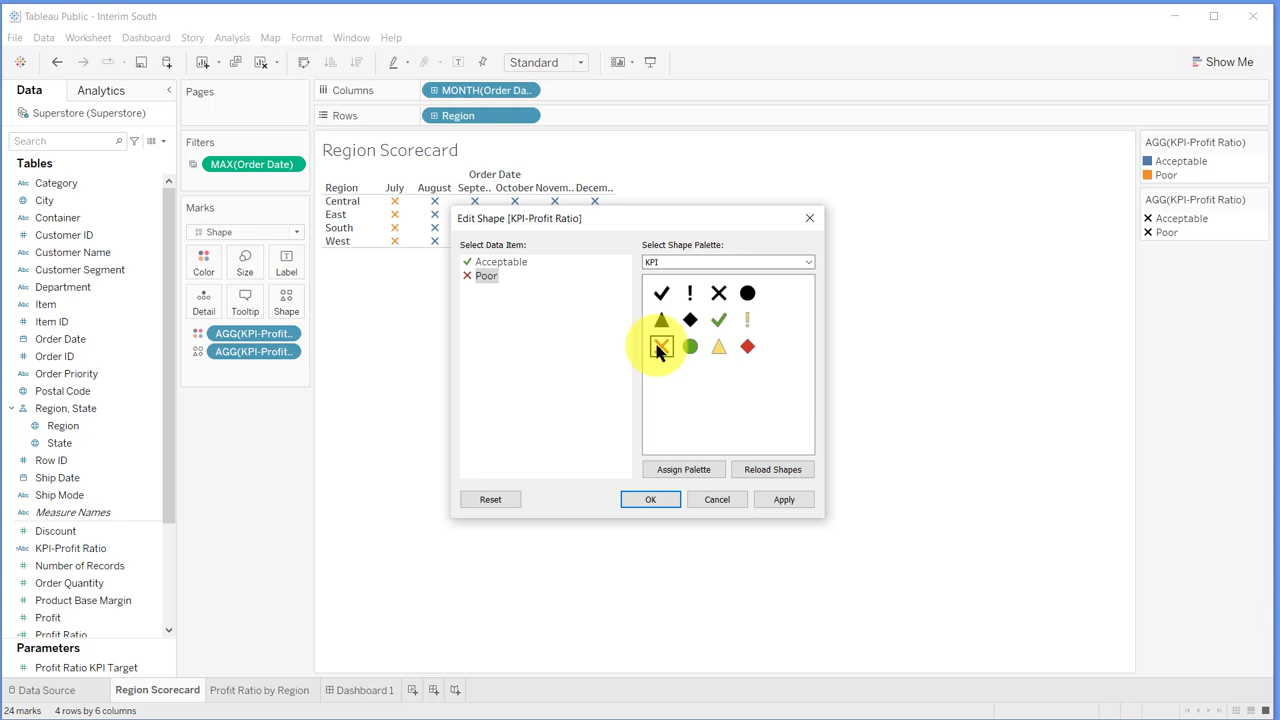 Tableau Public - Interim South
File Data Worksheet Dashboard Story Analysis Map Format Window Help
Standard
Show Me
Data Analytics
Superstore (Superstore)
Search
Tables
Category
City
Container
Customer ID
Customer Name
Customer Segment
Department
Item
Item ID
Order Date
Order ID
Order Priority
Postal Code
Region, State
Region
State
Row ID
Ship Date
Ship Mode
Measure Names
Discount
KPI-Profit Ratio
Number of Records
Order Quantity
Product Base Margin
Profit
Profit Ratio
Parameters
Profit Ratio KPI Target
Pages
Filters
MAX(Order Date)
Marks
Shape
Color Size Label
Detail Tooltip Shape
AGG(KPI-Profit..
AGG(KPI-Profit..
Columns
MONTH(Order Da..
Rows
Region
Region Scorecard
Order Date
Region July August Septe.. October Novem.. Decem..
Central
East
South
West
Edit Shape [KPI-Profit Ratio]
Select Data Item:
Acceptable
Poor
Select Shape Palette:
KPI
Assign Palette Reload Shapes
Reset OK Cancel Apply
AGG(KPI-Profit Ratio)
Acceptable
Poor
AGG(KPI-Profit Ratio)
Acceptable
Poor
Data Source Region Scorecard Profit Ratio by Region Dashboard 1
24 marks 4 rows by 6 columns